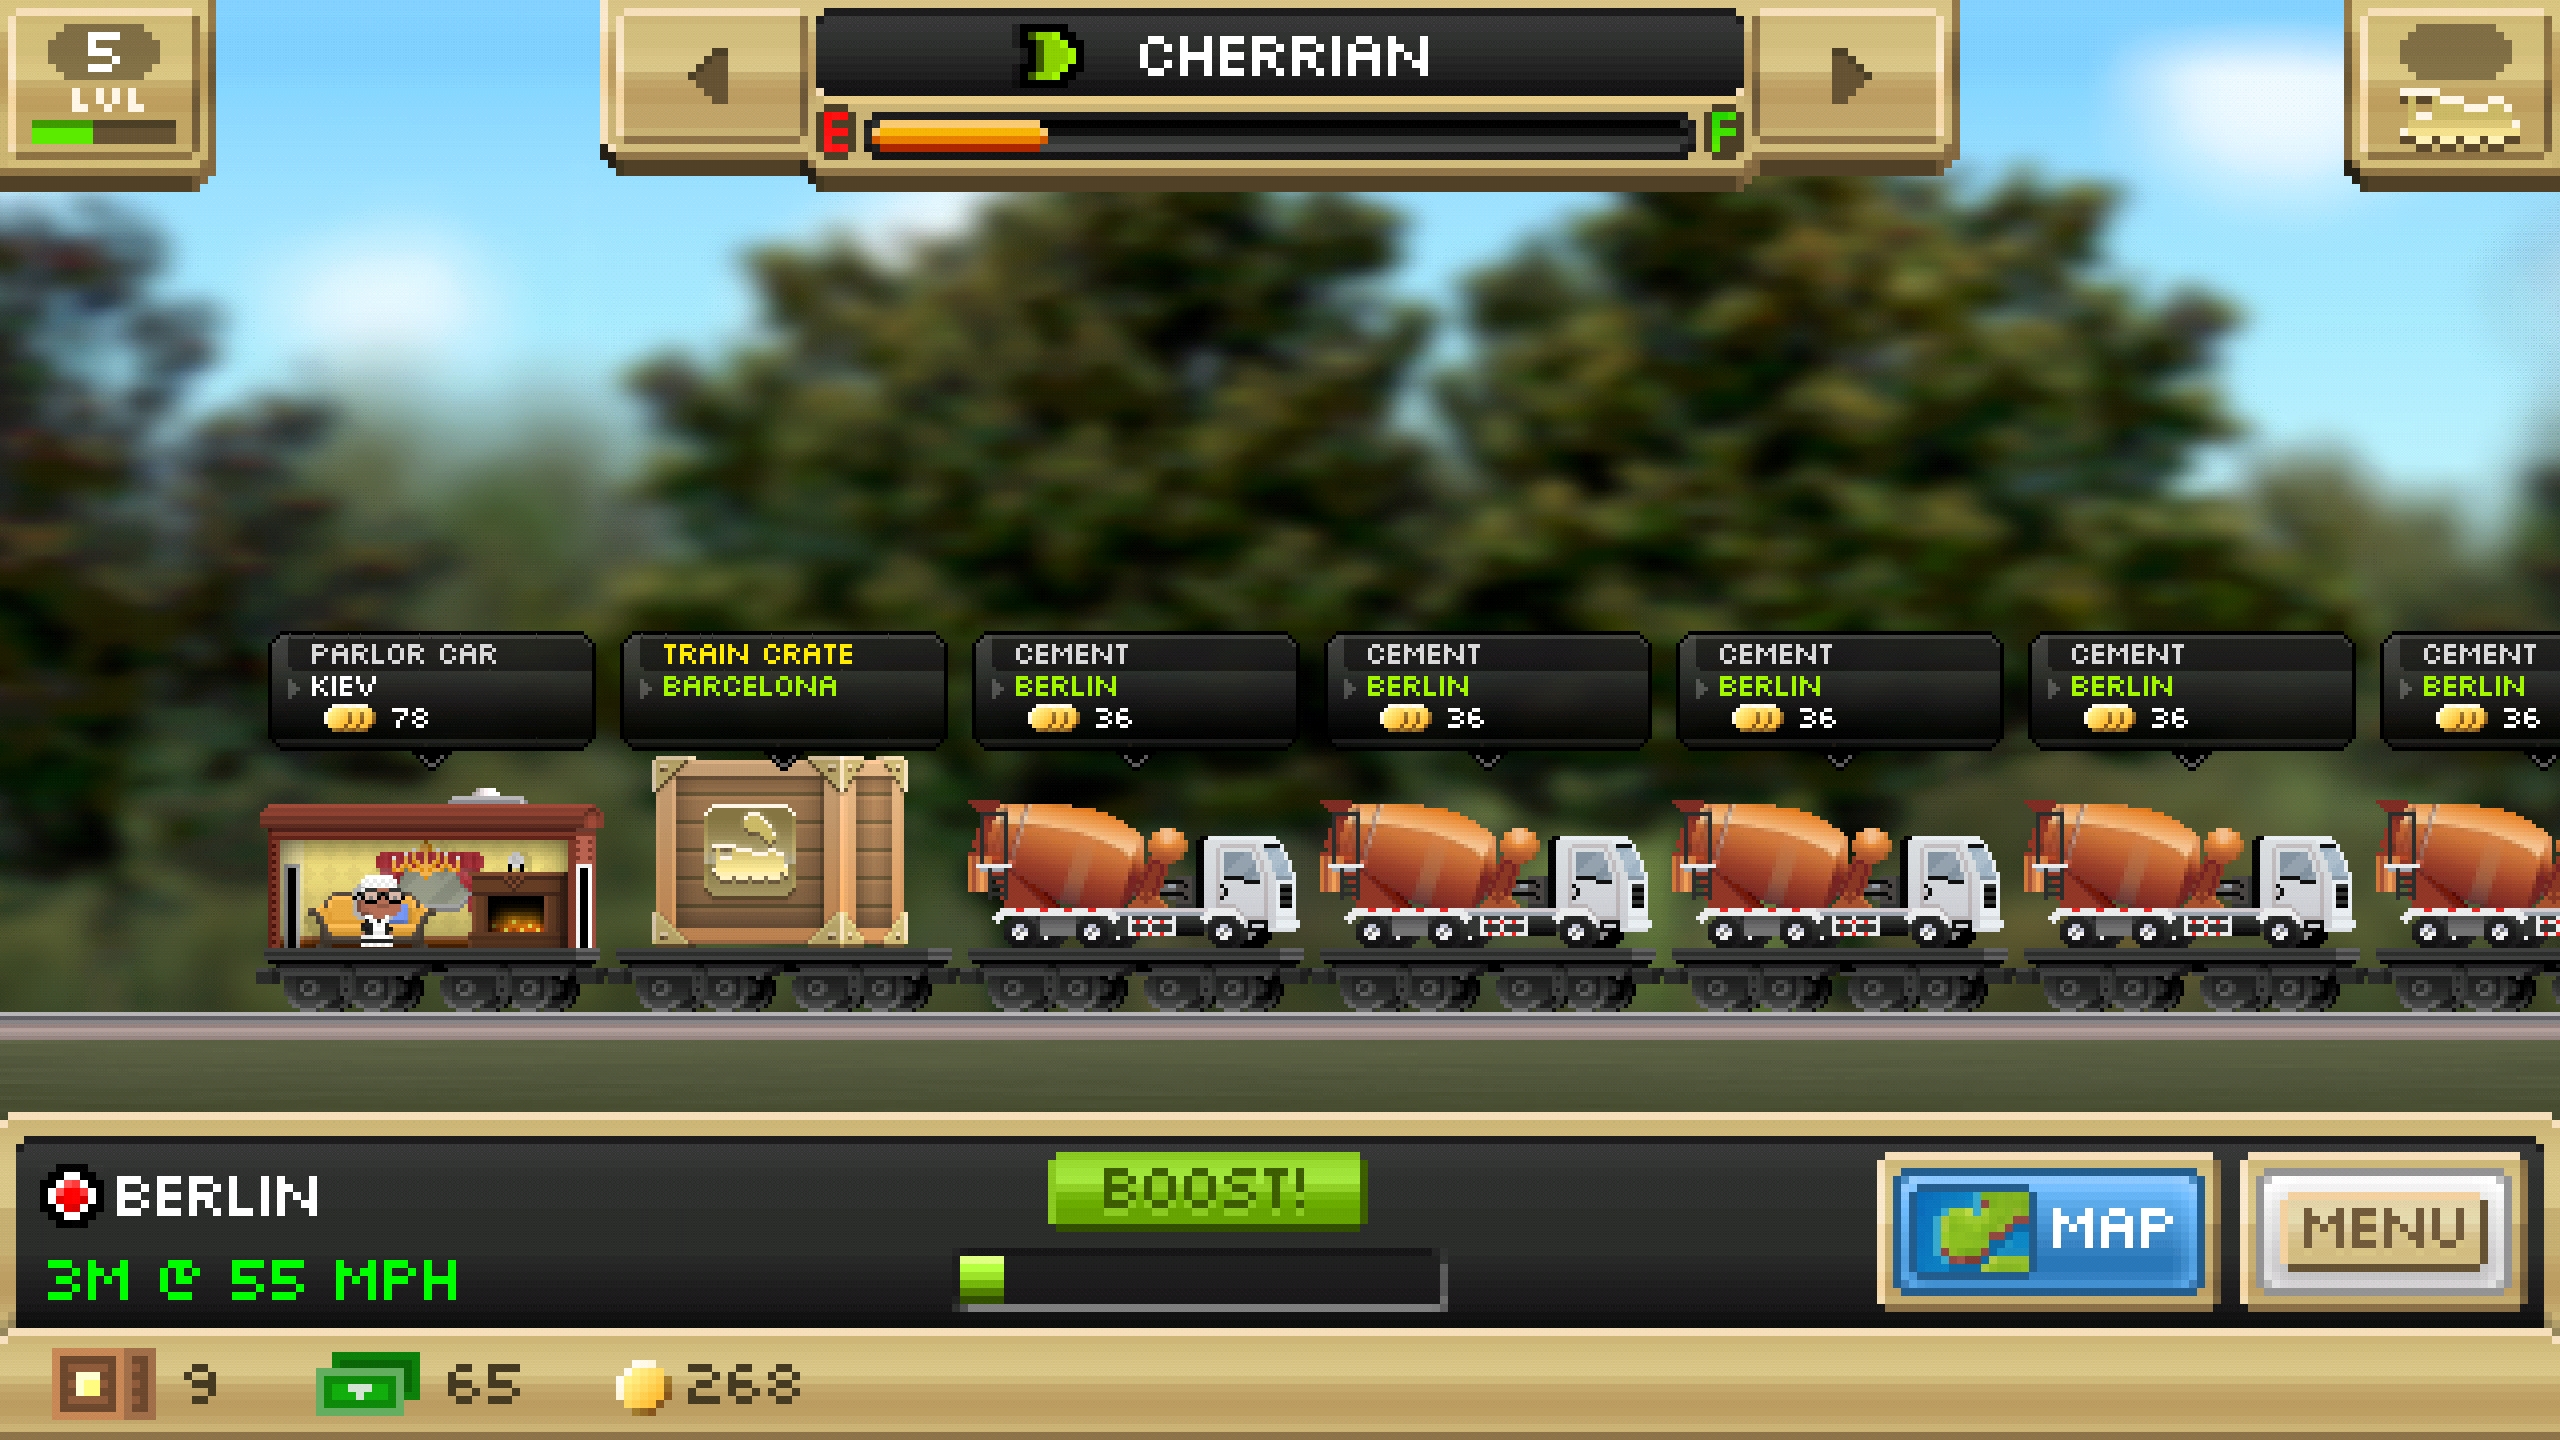 5
LVL
CHERRIAN
E F
PARLOR CAR
KIEV
78
TRAIN CRATE
BARCELONA
CEMENT
BERLIN
36
CEMENT
BERLIN
36
CEMENT
BERLIN
36
CEMENT
BERLIN
36
CEMENT
BERLIN
36
BERLIN
3M @ 55 MPH
BOOST!
MAP
MENU
9 65 268